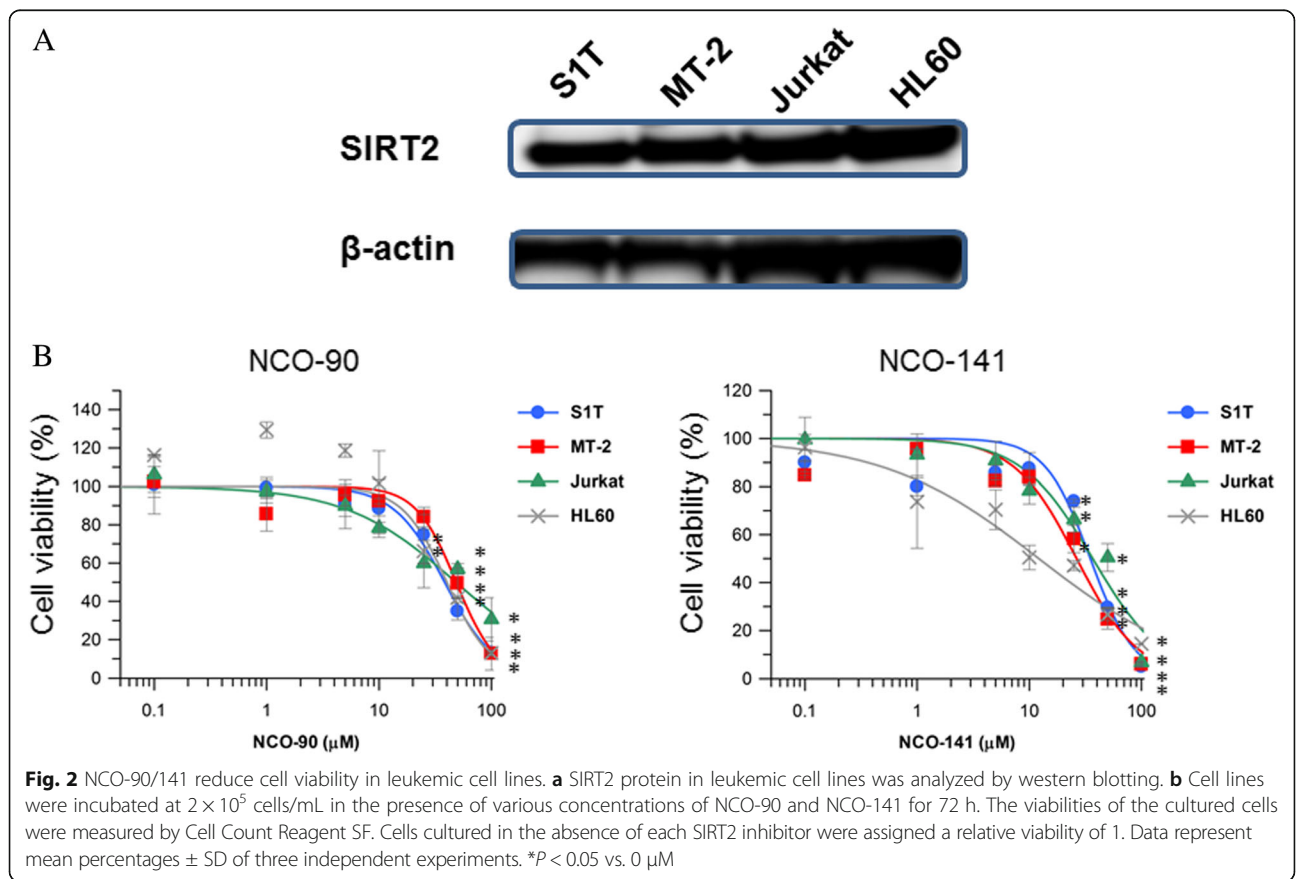 A
S1T MT-2 Jurkat HL60
SIRT2
β-actin
B
NCO-90
Cell viability (%)
140
120
100
80
60
40
20
0
0.1 1 10 100
NCO-90 (μM)
S1T
MT-2
Jurkat
HL60
* *
* * * *
* * * *
NCO-141
Cell viability (%)
120
100
80
60
40
20
0
0.1 1 10 100
NCO-141 (μM)
S1T
MT-2
Jurkat
HL60
* *
*
*
* * *
* * * *
Fig. 2 NCO-90/141 reduce cell viability in leukemic cell lines. a SIRT2 protein in leukemic cell lines was analyzed by western blotting. b Cell lines
were incubated at 2 × 10⁵ cells/mL in the presence of various concentrations of NCO-90 and NCO-141 for 72 h. The viabilities of the cultured cells
were measured by Cell Count Reagent SF. Cells cultured in the absence of each SIRT2 inhibitor were assigned a relative viability of 1. Data represent
mean percentages ± SD of three independent experiments. *P < 0.05 vs. 0 μM